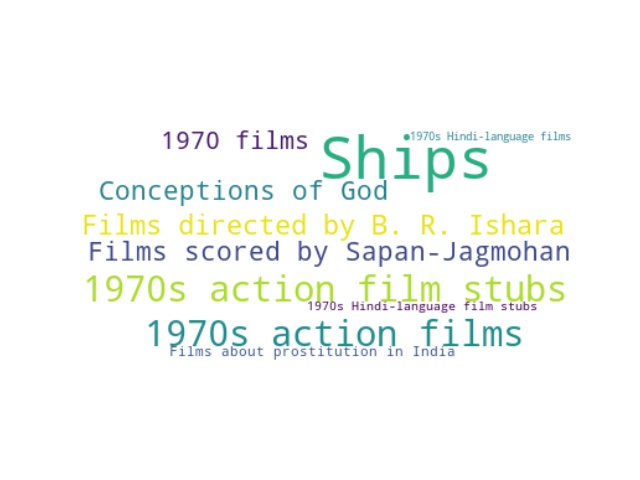 1970 films
Ships
1970s Hindi-language films
Conceptions of God
Films directed by B. R. Ishara
Films scored by Sapan-Jagmohan
1970s action film stubs
1970s Hindi-language film stubs
1970s action films
Films about prostitution in India